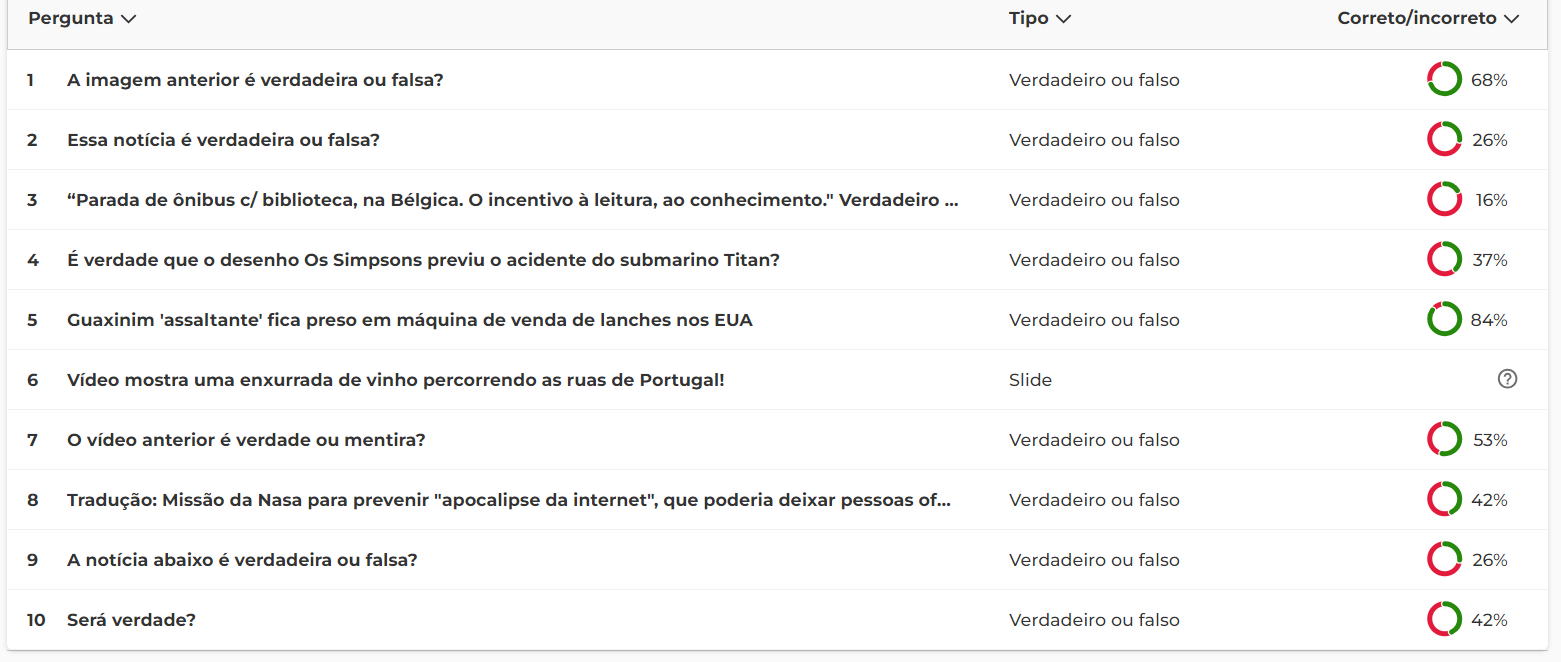 Pergunta Tipo Correto/incorreto
1 A imagem anterior é verdadeira ou falsa? Verdadeiro ou falso 68%
2 Essa notícia é verdadeira ou falsa? Verdadeiro ou falso 26%
3 “Parada de ônibus c/ biblioteca, na Bélgica. O incentivo à leitura, ao conhecimento." Verdadeiro ... Verdadeiro ou falso 16%
4 É verdade que o desenho Os Simpsons previu o acidente do submarino Titan? Verdadeiro ou falso 37%
5 Guaxinim 'assaltante' fica preso em máquina de venda de lanches nos EUA Verdadeiro ou falso 84%
6 Vídeo mostra uma enxurrada de vinho percorrendo as ruas de Portugal! Slide ?
7 O vídeo anterior é verdade ou mentira? Verdadeiro ou falso 53%
8 Tradução: Missão da Nasa para prevenir "apocalipse da internet", que poderia deixar pessoas of... Verdadeiro ou falso 42%
9 A notícia abaixo é verdadeira ou falsa? Verdadeiro ou falso 26%
10 Será verdade? Verdadeiro ou falso 42%